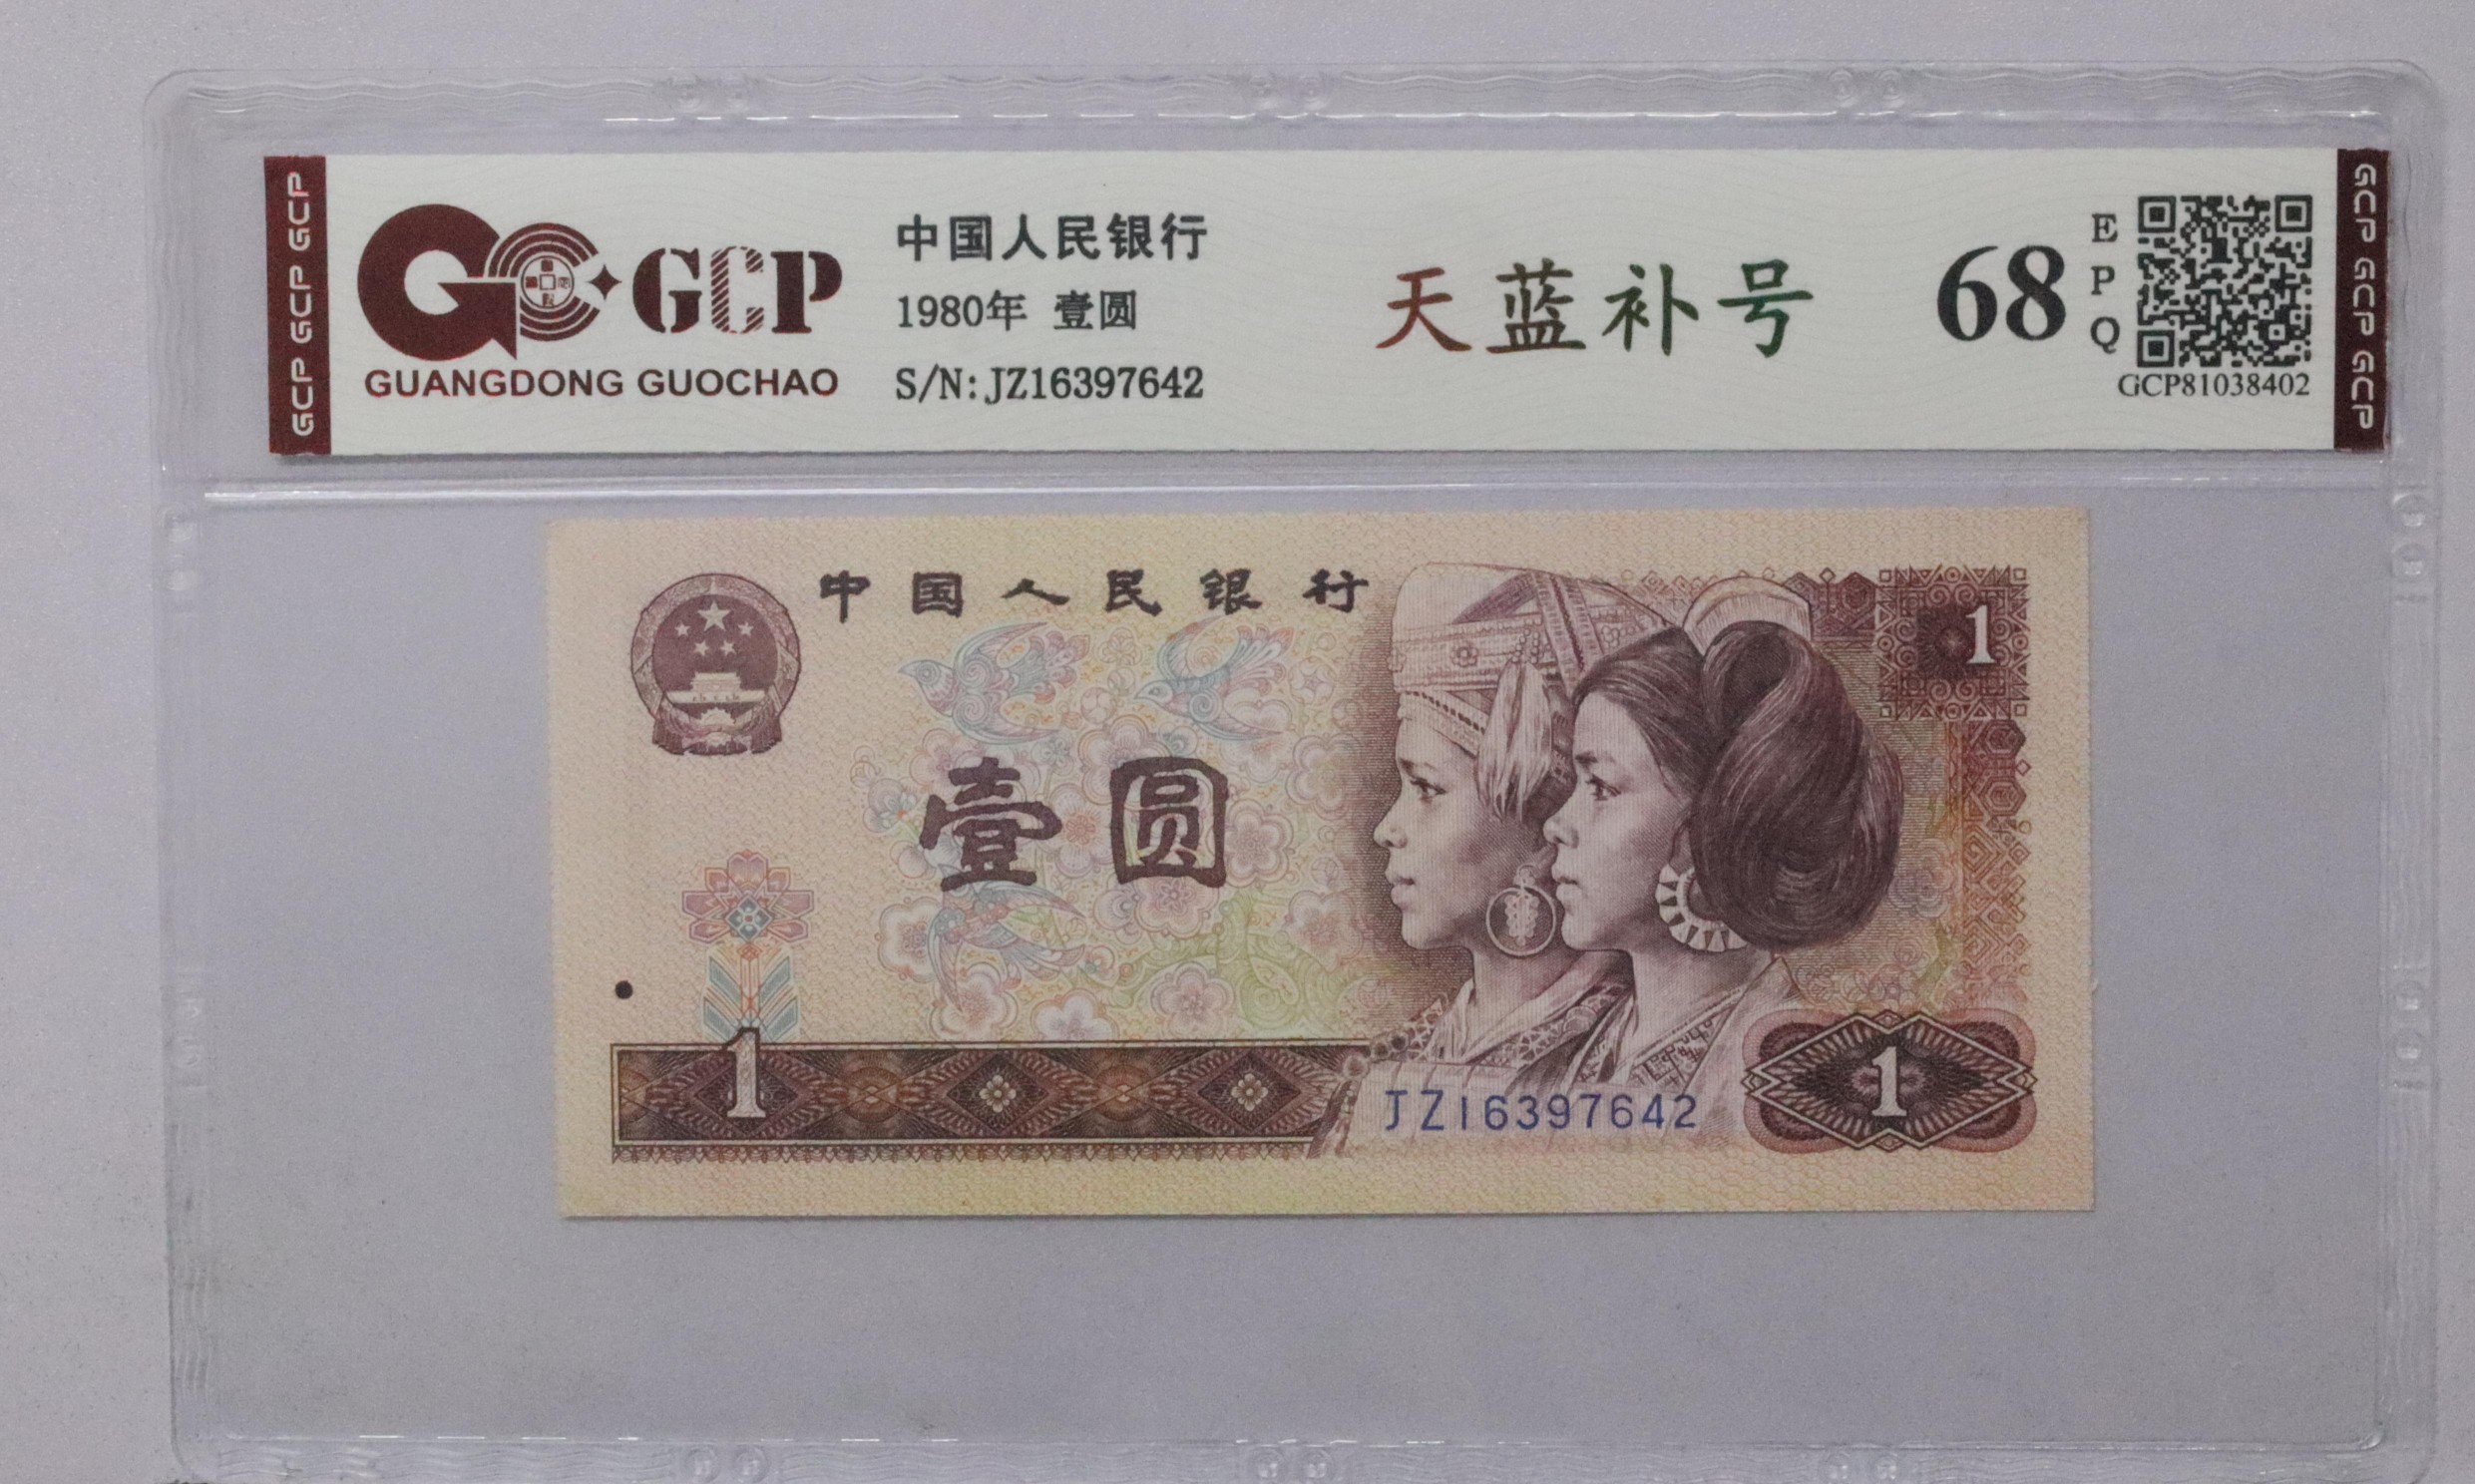 GCP GCP GCP
GCP
GUANGDONG GUOCHAO
中国人民银行
1980年 壹圆
S/N: JZ16397642
天蓝补号
68
E
P
Q
GCP81038402
GCP GCP GCP
中国人民银行
1
壹圆
1
JZ16397642
1